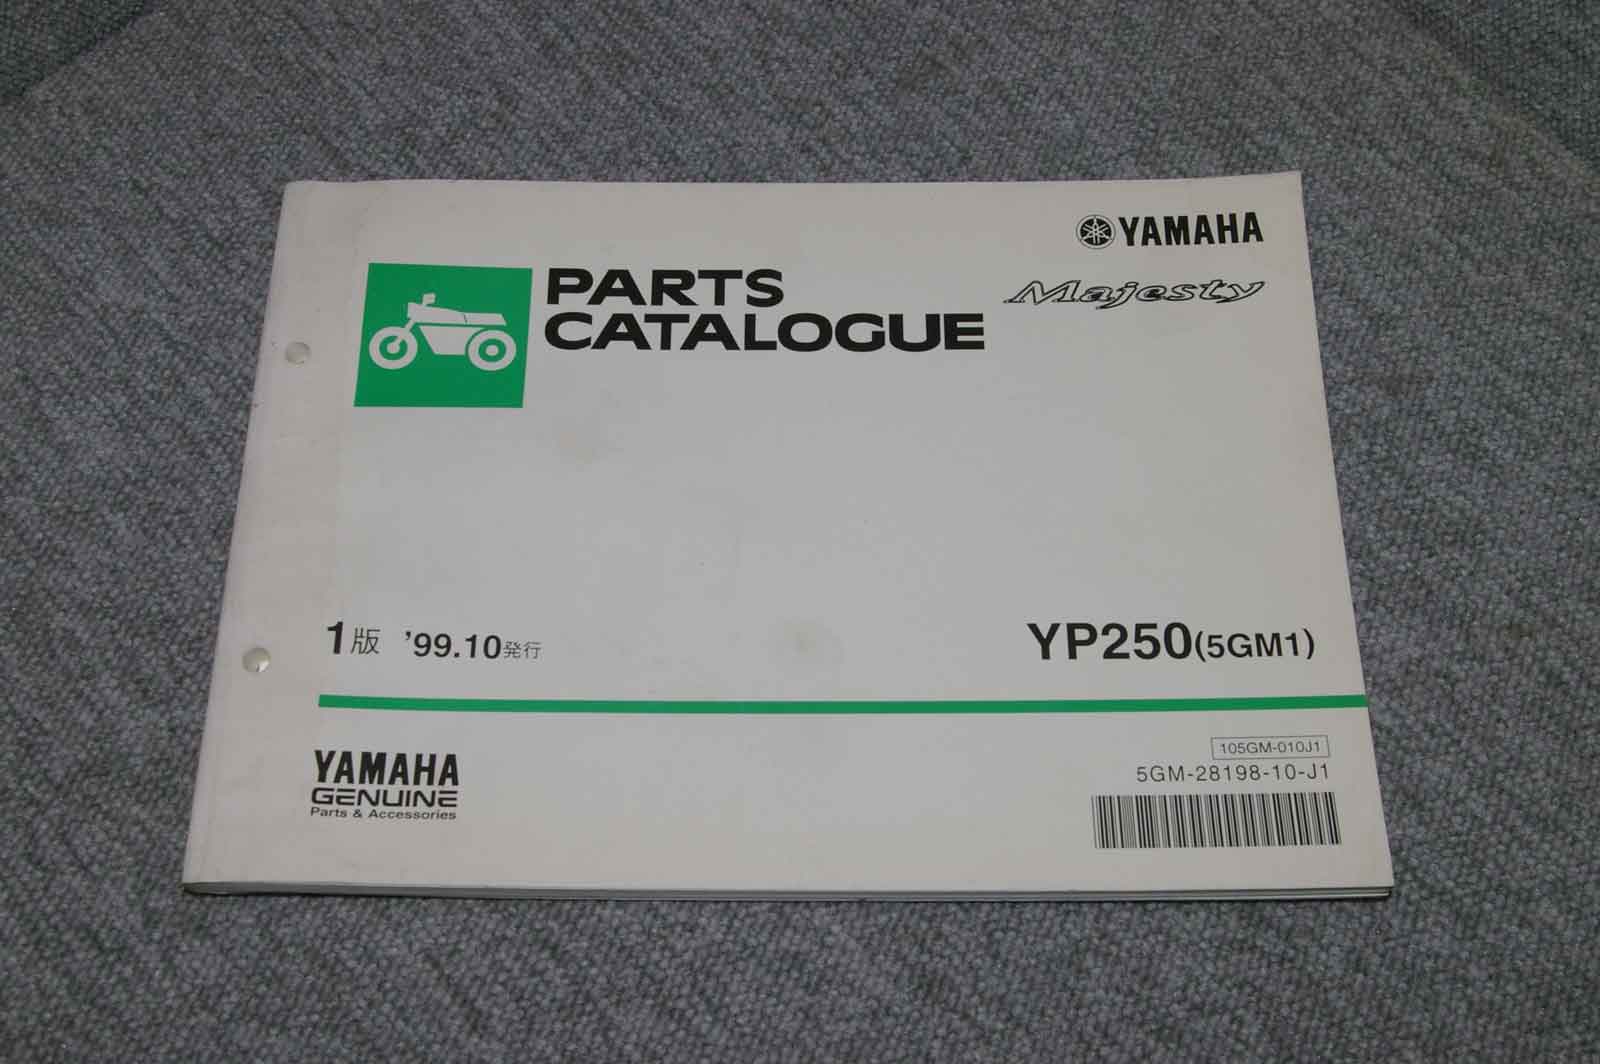 YAMAHA
PARTS
CATALOGUE
Majesty
1版 '99.10発行
YP250(5GM1)
YAMAHA
GENUINE
Parts & Accessories
105GM-010J1
5GM-28198-10-J1